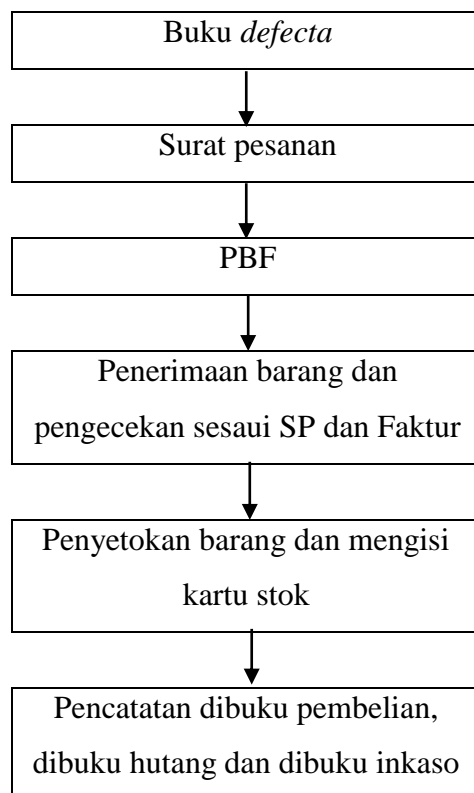 Buku defecta
Surat pesanan
PBF
Penerimaan barang dan
pengecekan sesaui SP dan Faktur
Penyetokan barang dan mengisi
kartu stok
Pencatatan dibuku pembelian,
dibuku hutang dan dibuku inkaso